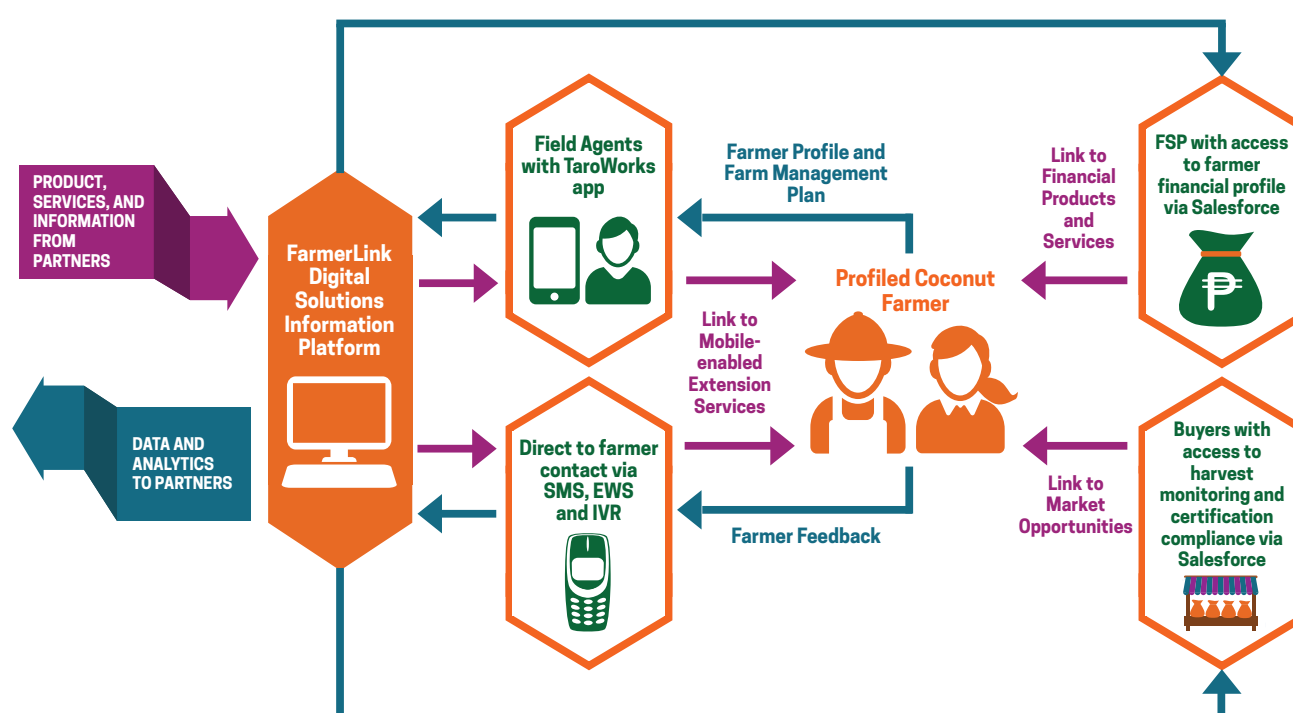 PRODUCT,
SERVICES, AND
INFORMATION
FROM
PARTNERS
DATA AND
ANALYTICS
TO PARTNERS
FarmerLink
Digital
Solutions
Information
Platform
Field Agents
with TaroWorks
app
Direct to farmer
contact via
SMS, EWS
and IVR
Farmer Profile and
Farm Management
Plan
Link to
Mobile-
enabled
Extension
Services
Profiled Coconut
Farmer
Farmer Feedback
Link to
Financial
Products
and
Services
Link to
Market
Opportunities
FSP with access
to farmer
financial profile
via Salesforce
₱
Buyers with
access to
harvest
monitoring and
certification
compliance via
Salesforce